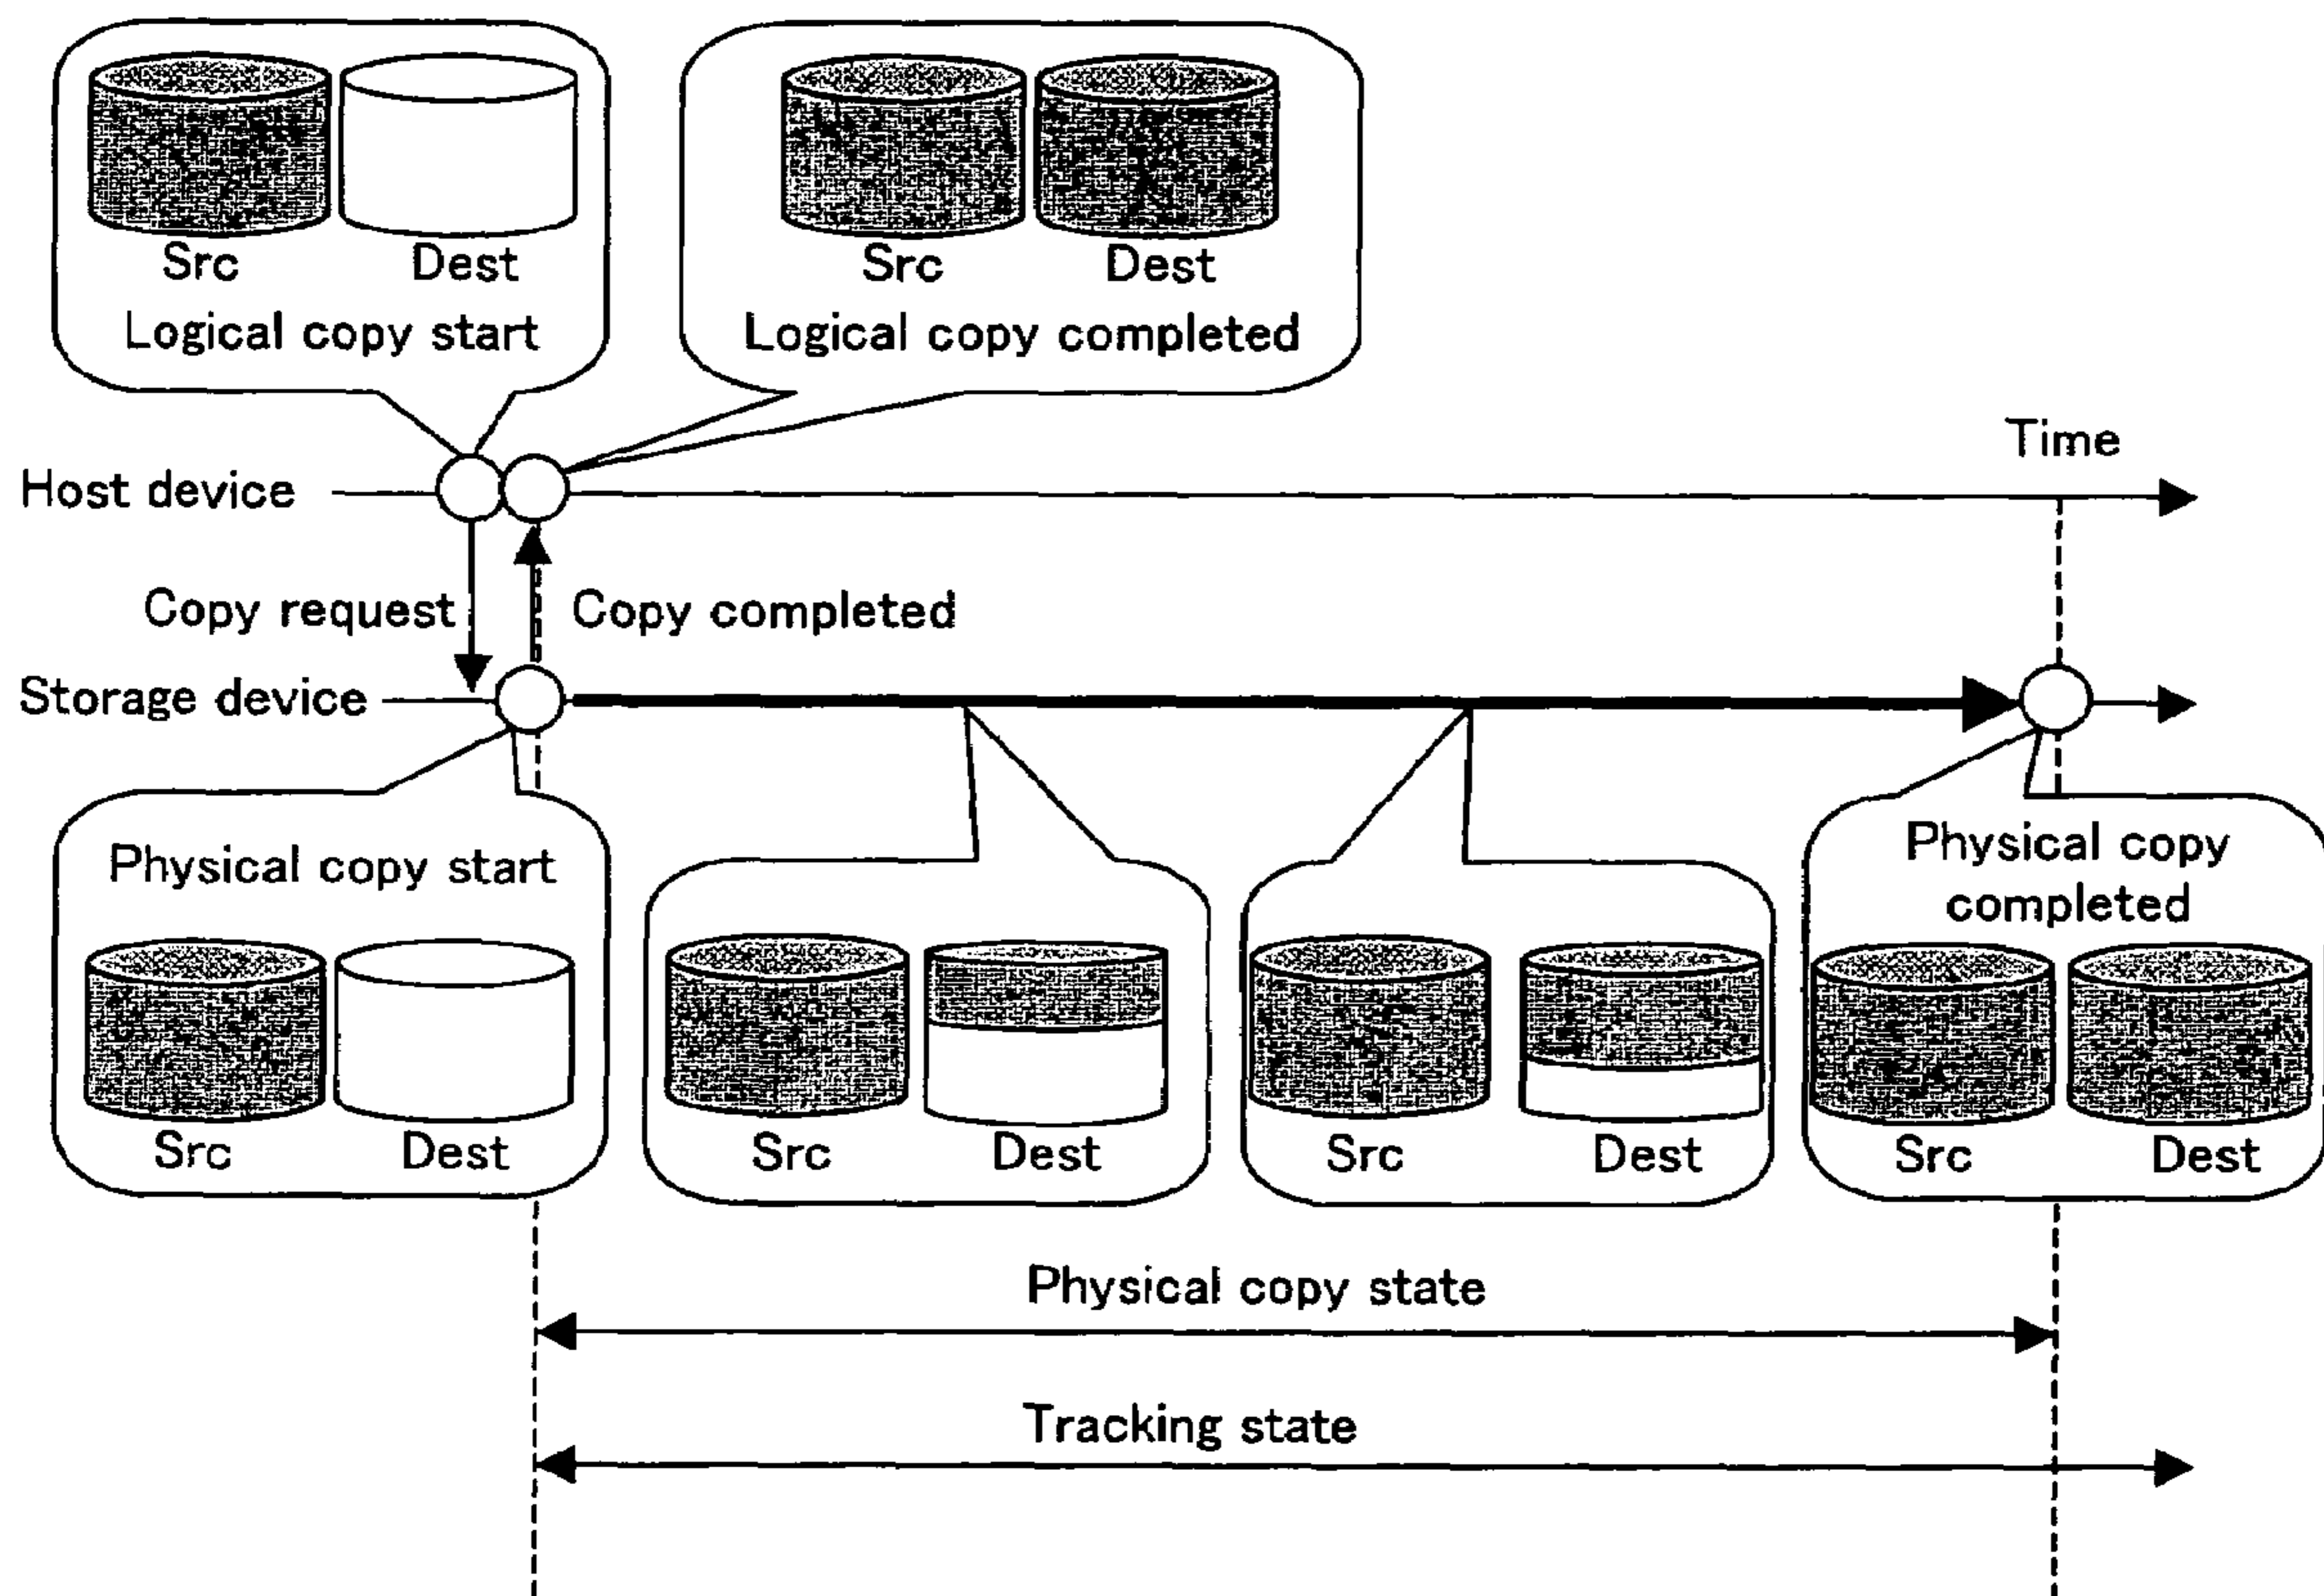 Src Dest
Logical copy start
Src Dest
Logical copy completed
Time
Host device
Copy request
Copy completed
Storage device
Physical copy start
Src Dest
Src Dest
Src Dest
Physical copy
completed
Src Dest
Physical copy state
Tracking state